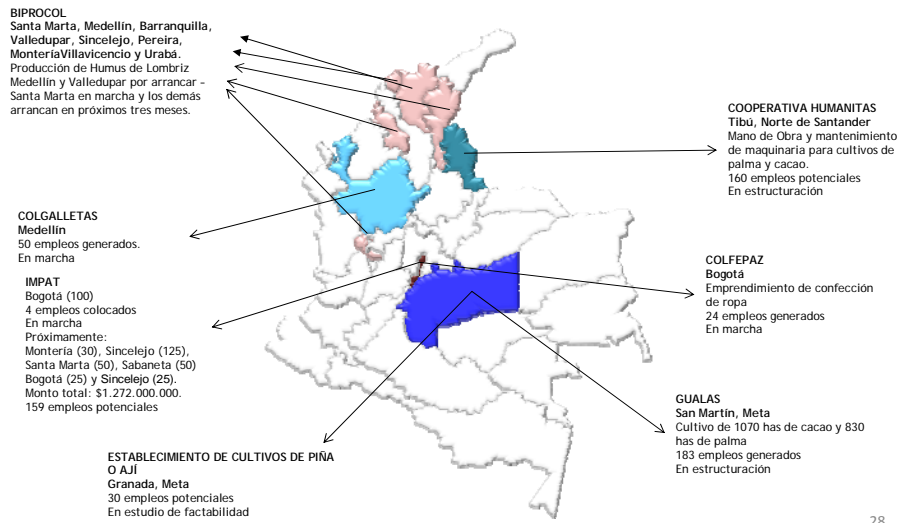 BIPROCOL
Santa Marta, Medellín, Barranquilla,
Valledupar, Sincelejo, Pereira,
MonteríaVillavicencio y Urabá.
Producción de Humus de Lombriz
Medellín y Valledupar por arrancar –
Santa Marta en marcha y los demás
arrancan en próximos tres meses.
COOPERATIVA HUMANITAS
Tibú, Norte de Santander
Mano de Obra y mantenimiento
de maquinaria para cultivos de
palma y cacao.
160 empleos potenciales
En estructuración
COLGALLETAS
Medellín
50 empleos generados.
En marcha
IMPAT
Bogotá (100)
4 empleos colocados
En marcha
Próximamente:
Montería (30), Sincelejo (125),
Santa Marta (50), Sabaneta (50)
Bogotá (25) y Sincelejo (25).
Monto total: $1.272.000.000.
159 empleos potenciales
COLFEPAZ
Bogotá
Emprendimiento de confección
de ropa
24 empleos generados
En marcha
GUALAS
San Martín, Meta
Cultivo de 1070 has de cacao y 830
has de palma
183 empleos generados
En estructuración
ESTABLECIMIENTO DE CULTIVOS DE PIÑA
O AJÍ
Granada, Meta
30 empleos potenciales
En estudio de factabilidad
28